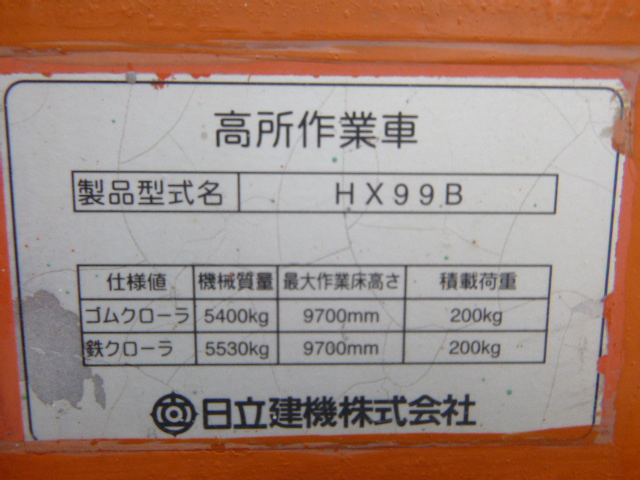 高所作業車
製品型式名 HX99B
仕様値 機械質量 最大作業床高さ 積載荷重
ゴムクローラ 5400kg 9700mm 200kg
鉄クローラ 5530kg 9700mm 200kg
日立建機株式会社